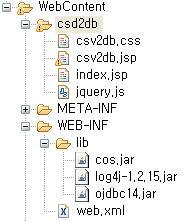 WebContent
csd2db
csv2db.css
csv2db.jsp
index.jsp
jquery.js
META-INF
WEB-INF
lib
cos.jar
log4j-1.2.15.jar
ojdbc14.jar
web.xml